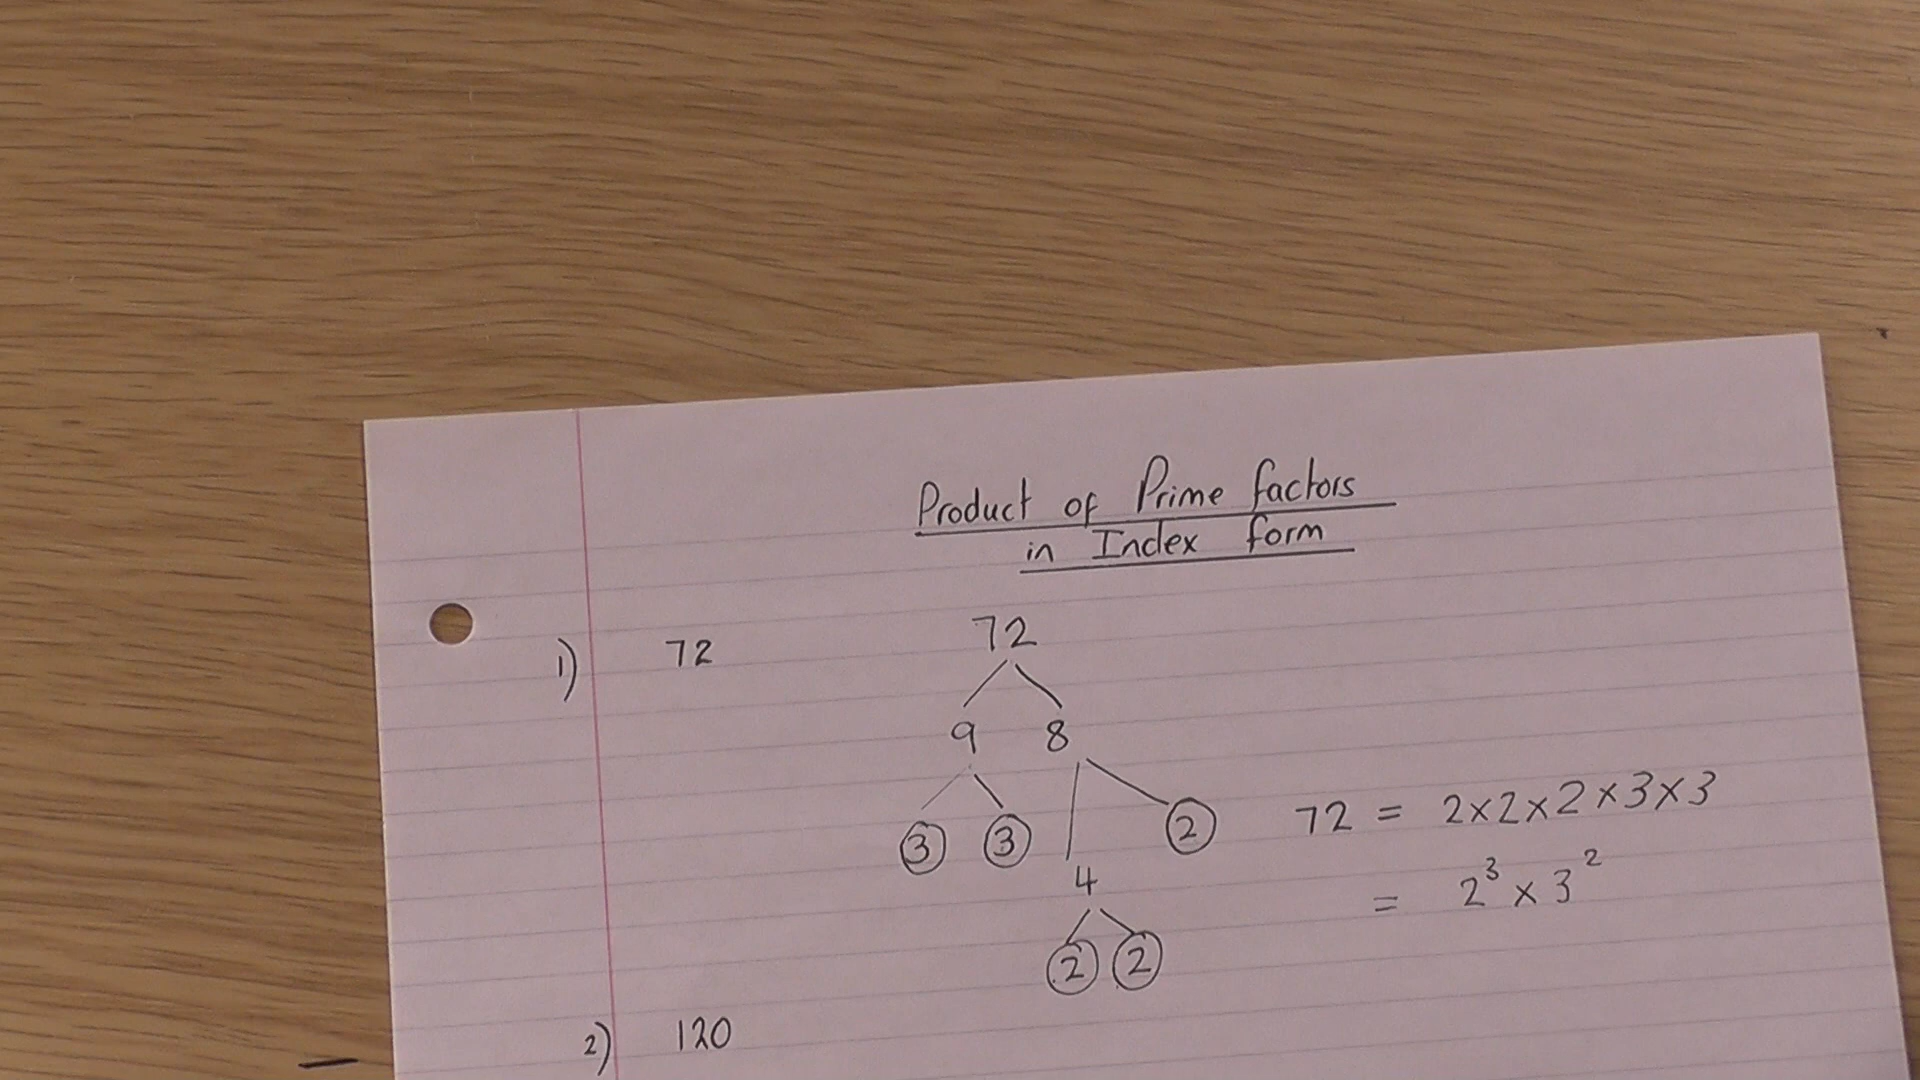 Product of Prime factors
in Index form
1) 72 72
9 8
3 3 2 72 = 2×2×2×3×3
4 = 2³ × 3²
2 2
2) 120